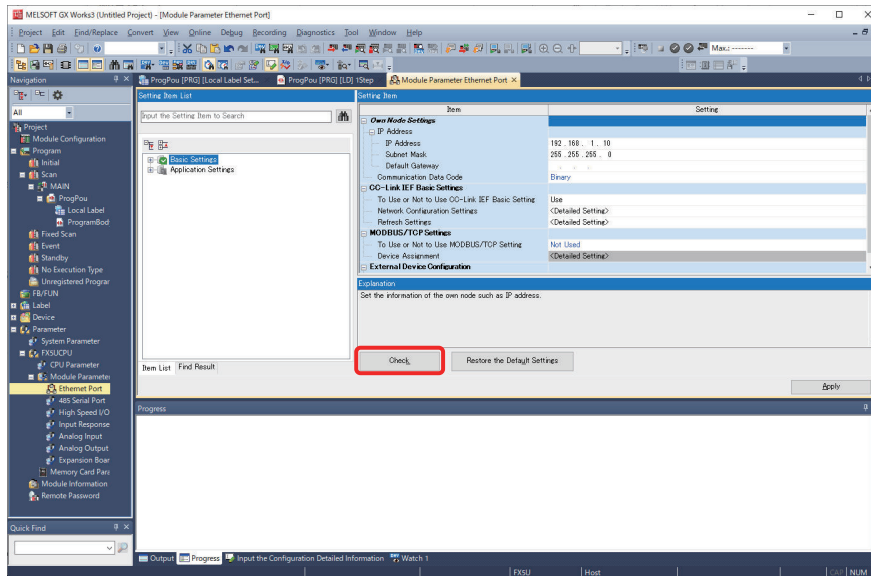 MELSOFT GX Works3 (Untitled Project) - [Module Parameter Ethernet Port]
Project Edit Find/Replace Convert View Online Debug Recording Diagnostics Tool Window Help
Max.: -------
Navigation
ProgPou [PRG] [Local Label Set...
ProgPou [PRG] [LD] 1Step
Module Parameter Ethernet Port
All
Project
Module Configuration
Program
Initial
Scan
MAIN
ProgPou
Local Label
ProgramBod
Fixed Scan
Event
Standby
No Execution Type
Unregistered Prograr
FB/FUN
Label
Device
Parameter
System Parameter
FX5UCPU
CPU Parameter
Module Parameter
Ethernet Port
485 Serial Port
High Speed I/O
Input Response
Analog Input
Analog Output
Expansion Boar
Memory Card Para
Module Information
Remote Password
Quick Find
Setting Item List
Input the Setting Item to Search
Basic Settings
Application Settings
Item List Find Result
Setting Item
Item Setting
Own Node Settings
IP Address
IP Address 192 . 168 . 1 . 10
Subnet Mask 255 . 255 . 255 . 0
Default Gateway . . .
Communication Data Code Binary
CC-Link IEF Basic Settings
To Use or Not to Use CC-Link IEF Basic Setting Use
Network Configuration Settings <Detailed Setting>
Refresh Settings <Detailed Setting>
MODBUS/TCP Settings
To Use or Not to Use MODBUS/TCP Setting Not Used
Device Assignment <Detailed Setting>
External Device Configuration
Explanation
Set the information of the own node such as IP address.
Check
Restore the Default Settings
Apply
Progress
Output Progress Input the Configuration Detailed Information Watch 1
FX5U Host CAP NUM